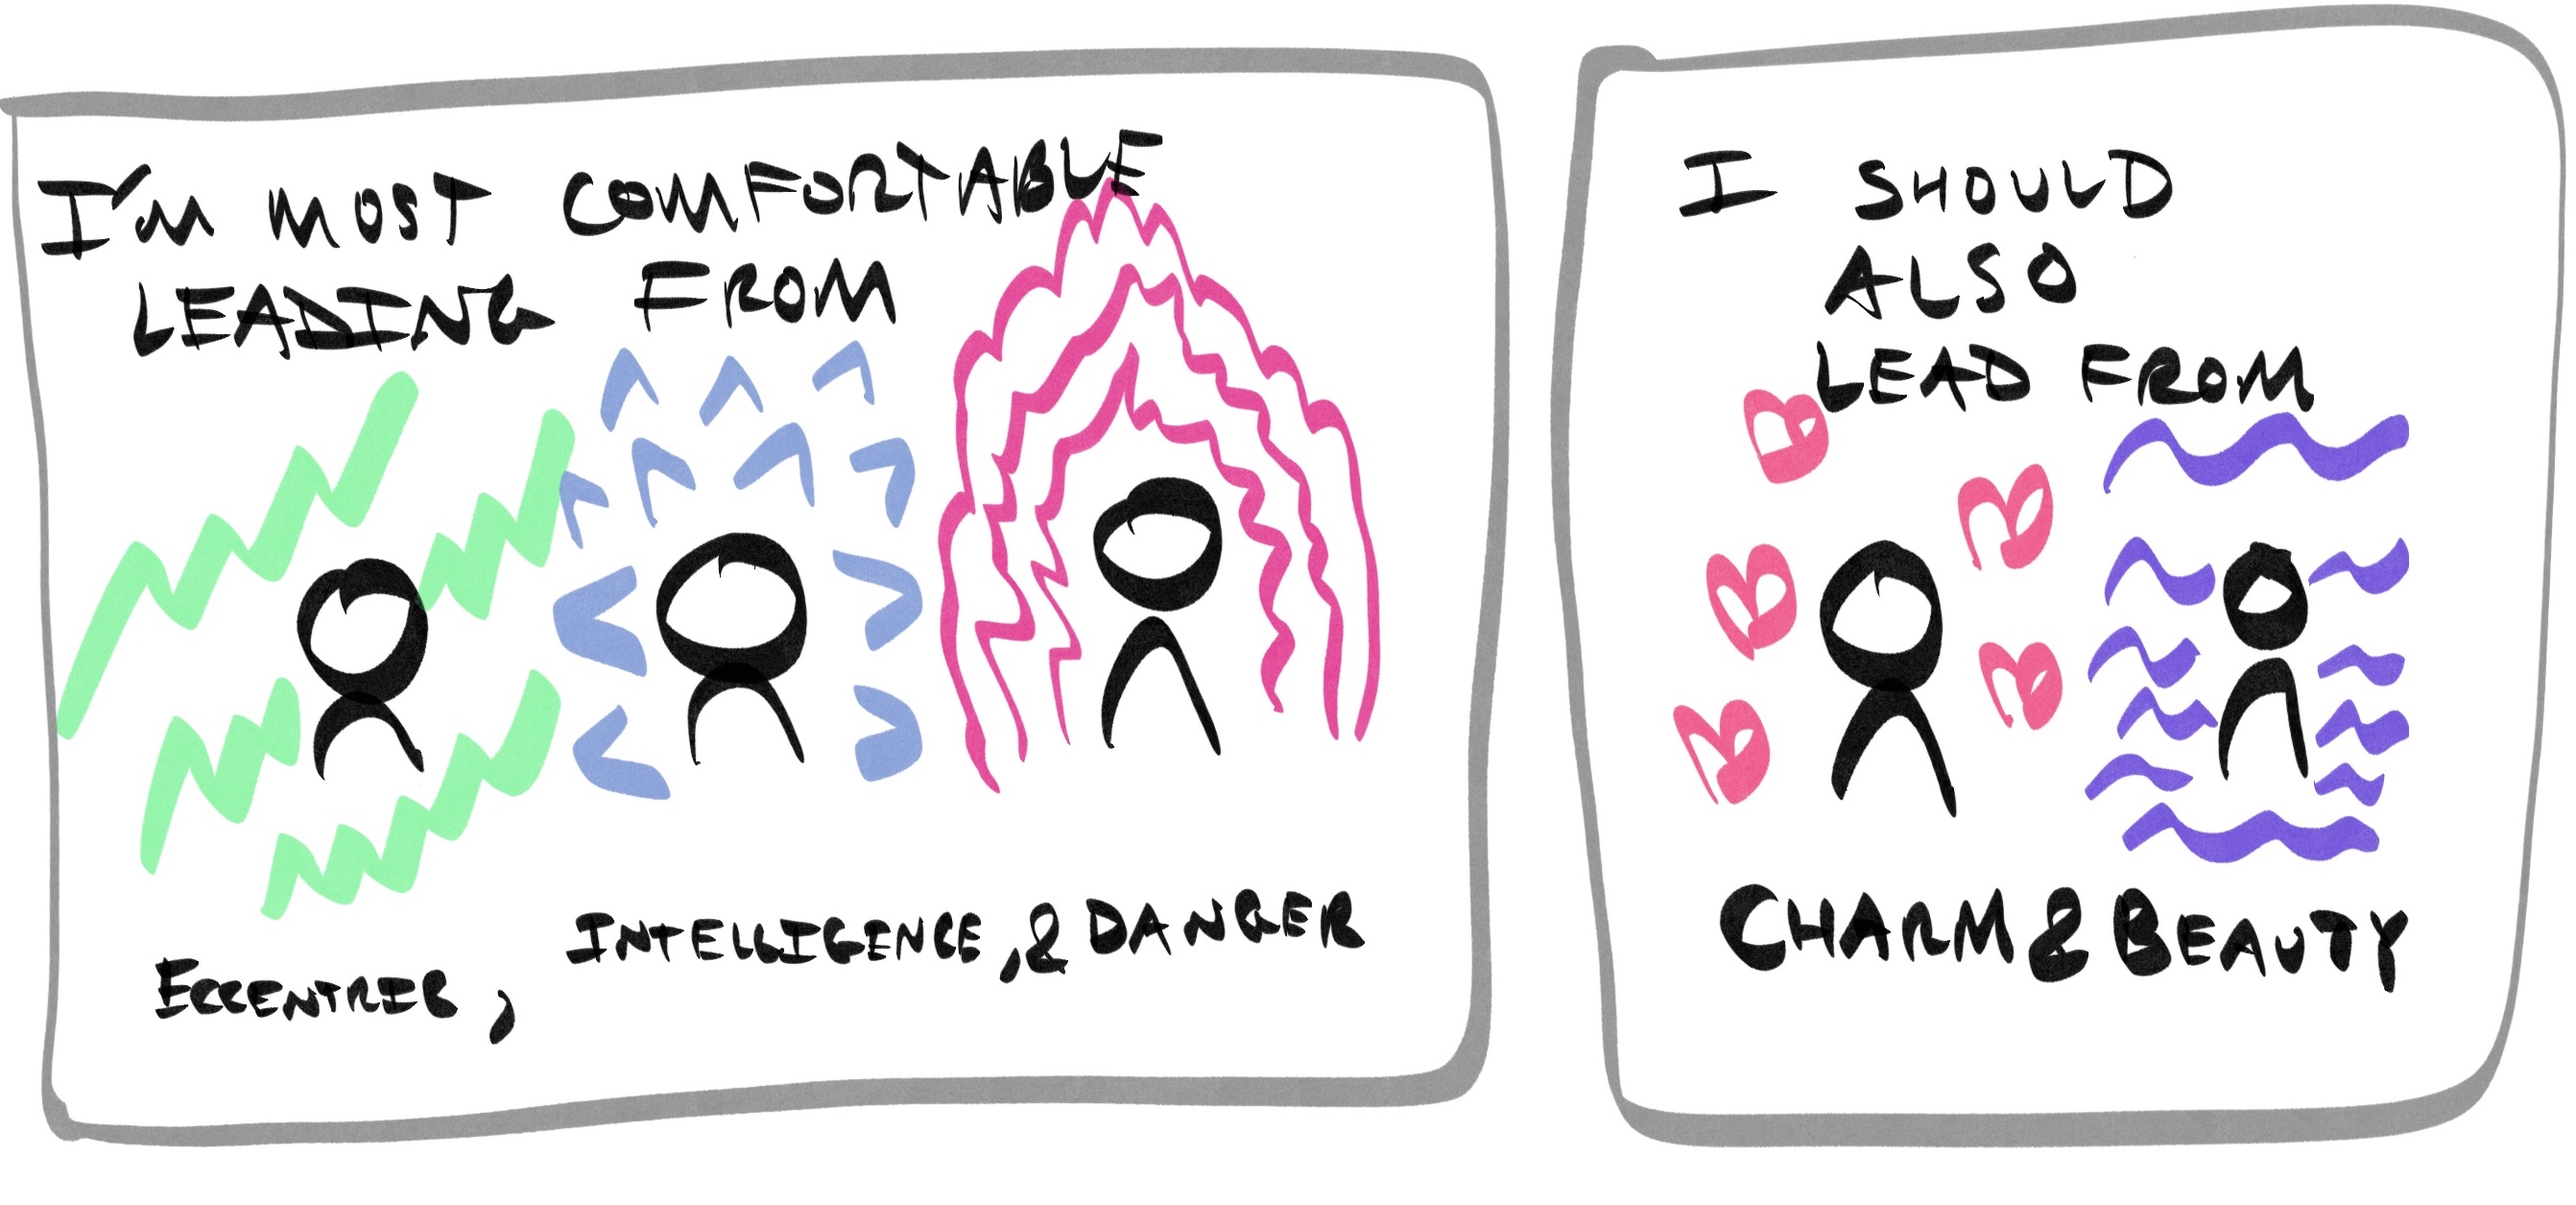 I'M MOST COMFORTABLE
LEADING FROM
ECCENTRIC,
INTELLIGENCE, & DANGER
I SHOULD
ALSO
LEAD FROM
CHARM & BEAUTY